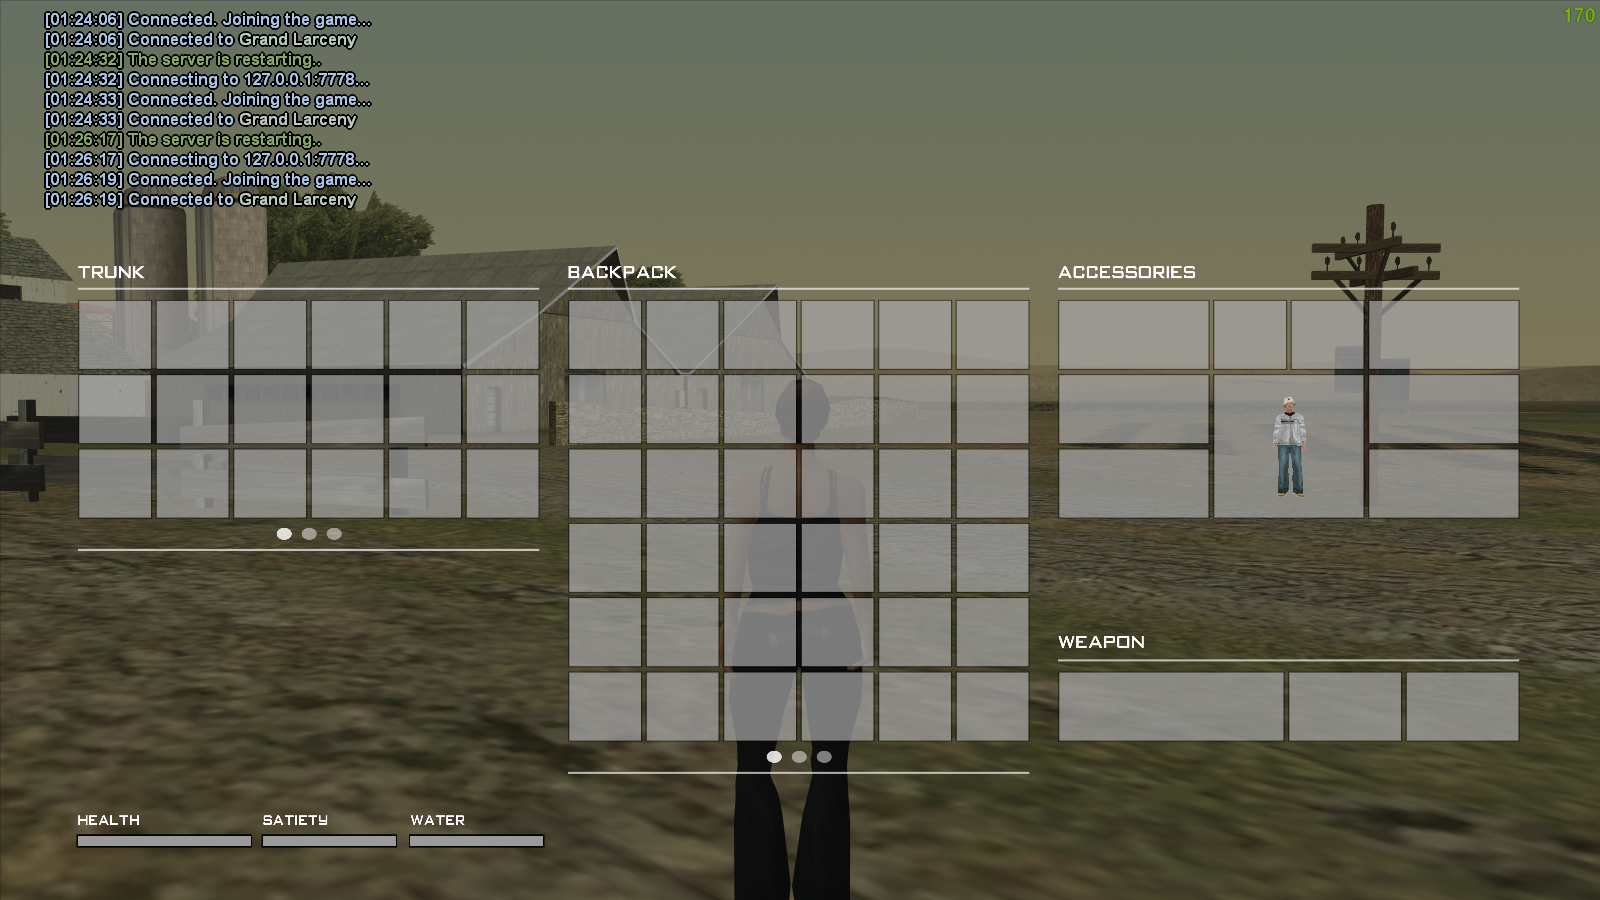 [01:24:06] Connected. Joining the game...
[01:24:06] Connected to Grand Larceny
[01:24:32] The server is restarting..
[01:24:32] Connecting to 127.0.0.1:7778...
[01:24:33] Connected. Joining the game...
[01:24:33] Connected to Grand Larceny
[01:26:17] The server is restarting..
[01:26:17] Connecting to 127.0.0.1:7778...
[01:26:19] Connected. Joining the game...
[01:26:19] Connected to Grand Larceny
170
TRUNK
BACKPACK
ACCESSORIES
WEAPON
HEALTH
SATIETY
WATER